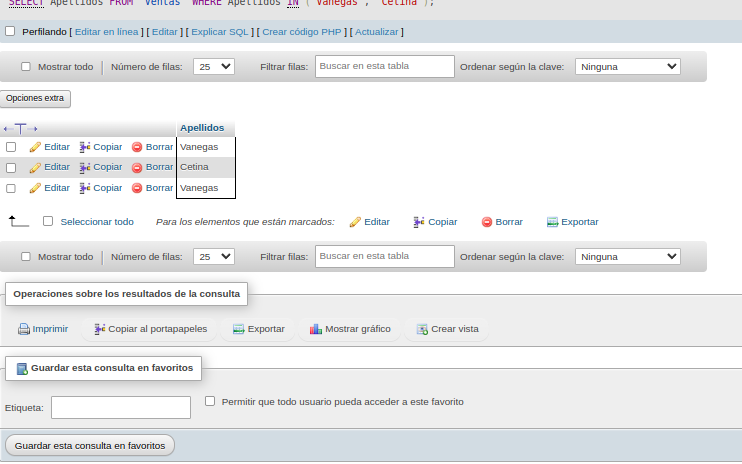 SELECT Apellidos FROM `Ventas` WHERE Apellidos IN ('Vanegas', 'Cetina');
Perfilando [ Editar en línea ] [ Editar ] [ Explicar SQL ] [ Crear código PHP ] [ Actualizar ]
Mostrar todo Número de filas: 25 Filtrar filas: Buscar en esta tabla Ordenar según la clave: Ninguna
Opciones extra
←T→ Apellidos
Editar Copiar Borrar Vanegas
Editar Copiar Borrar Cetina
Editar Copiar Borrar Vanegas
Seleccionar todo Para los elementos que están marcados: Editar Copiar Borrar Exportar
Mostrar todo Número de filas: 25 Filtrar filas: Buscar en esta tabla Ordenar según la clave: Ninguna
Operaciones sobre los resultados de la consulta
Imprimir Copiar al portapapeles Exportar Mostrar gráfico Crear vista
Guardar esta consulta en favoritos
Etiqueta: Permitir que todo usuario pueda acceder a este favorito
Guardar esta consulta en favoritos